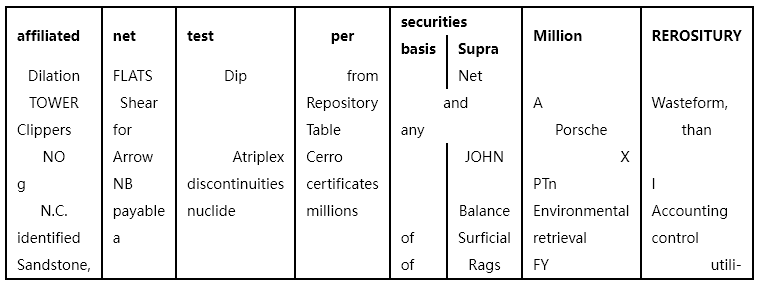 affiliated net test per securities Million REROSITURY
basis Supra
Dilation FLATS Dip from Net
TOWER Shear Repository and A Wasteform,
Clippers for Table any Porsche than
NO Arrow Atriplex Cerro JOHN X
g NB discontinuities certificates PTn I
N.C. payable nuclide millions Balance Environmental Accounting
identified a of Surficial retrieval control
Sandstone, of Rags FY utili-